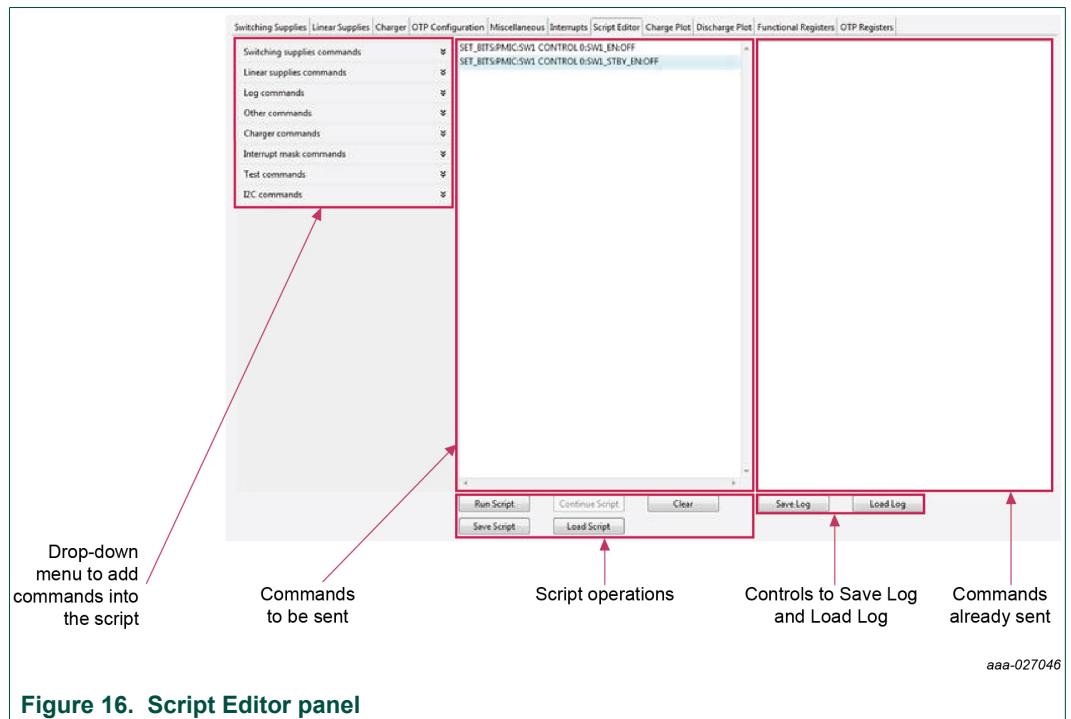 Switching Supplies Linear Supplies Charger OTP Configuration Miscellaneous Interrupts Script Editor Charge Plot Discharge Plot Functional Registers OTP Registers
Switching supplies commands
Linear supplies commands
Log commands
Other commands
Charger commands
Interrupt mask commands
Test commands
I2C commands
SET_BITS:PMIC:SW1 CONTROL 0:SW1_EN:OFF
SET_BITS:PMIC:SW1 CONTROL 0:SW1_STBY_EN:OFF
Run Script Continue Script Clear
Save Script Load Script
Save Log Load Log
Drop-down
menu to add
commands into
the script
Commands
to be sent
Script operations
Controls to Save Log
and Load Log
Commands
already sent
aaa-027046
Figure 16. Script Editor panel